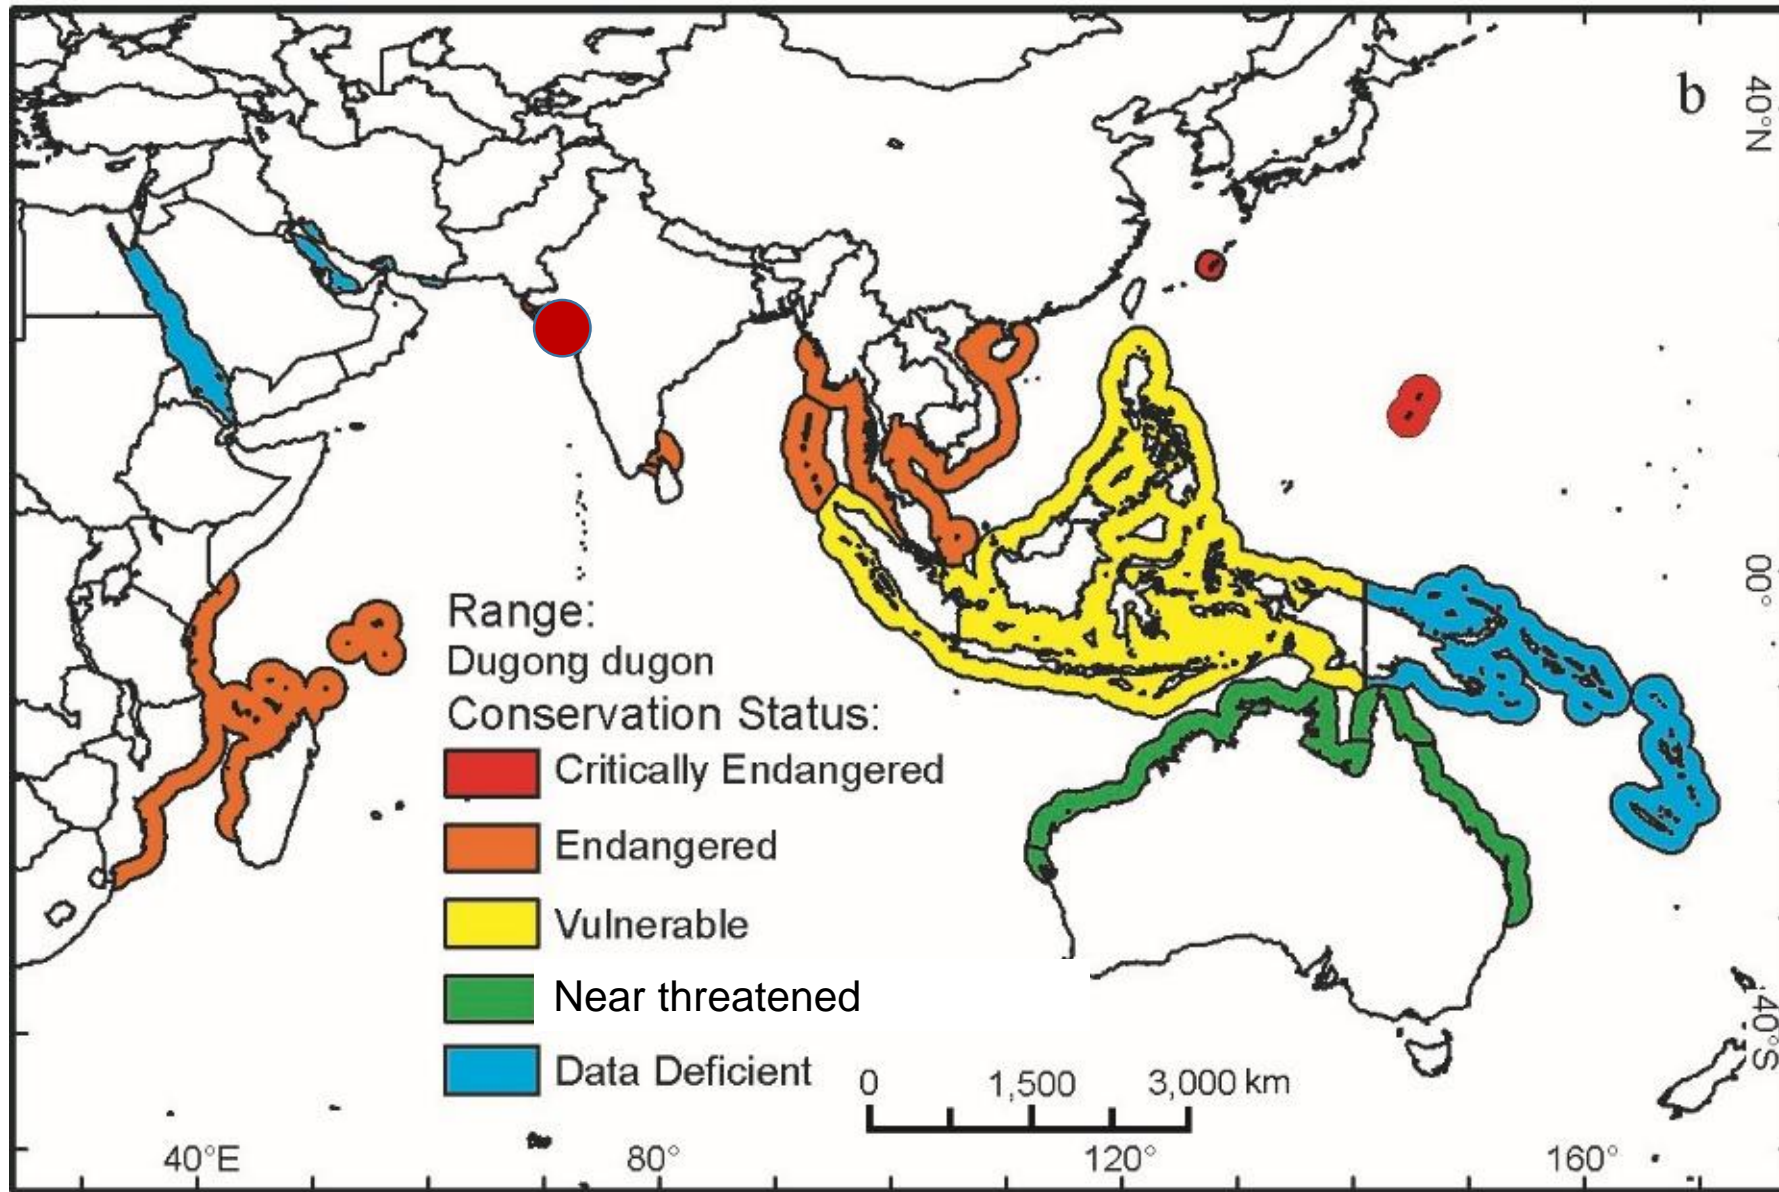 b
40°N
00°
40°S
Range:
Dugong dugon
Conservation Status:
Critically Endangered
Endangered
Vulnerable
Near threatened
Data Deficient
0 1,500 3,000 km
40°E 80° 120° 160°